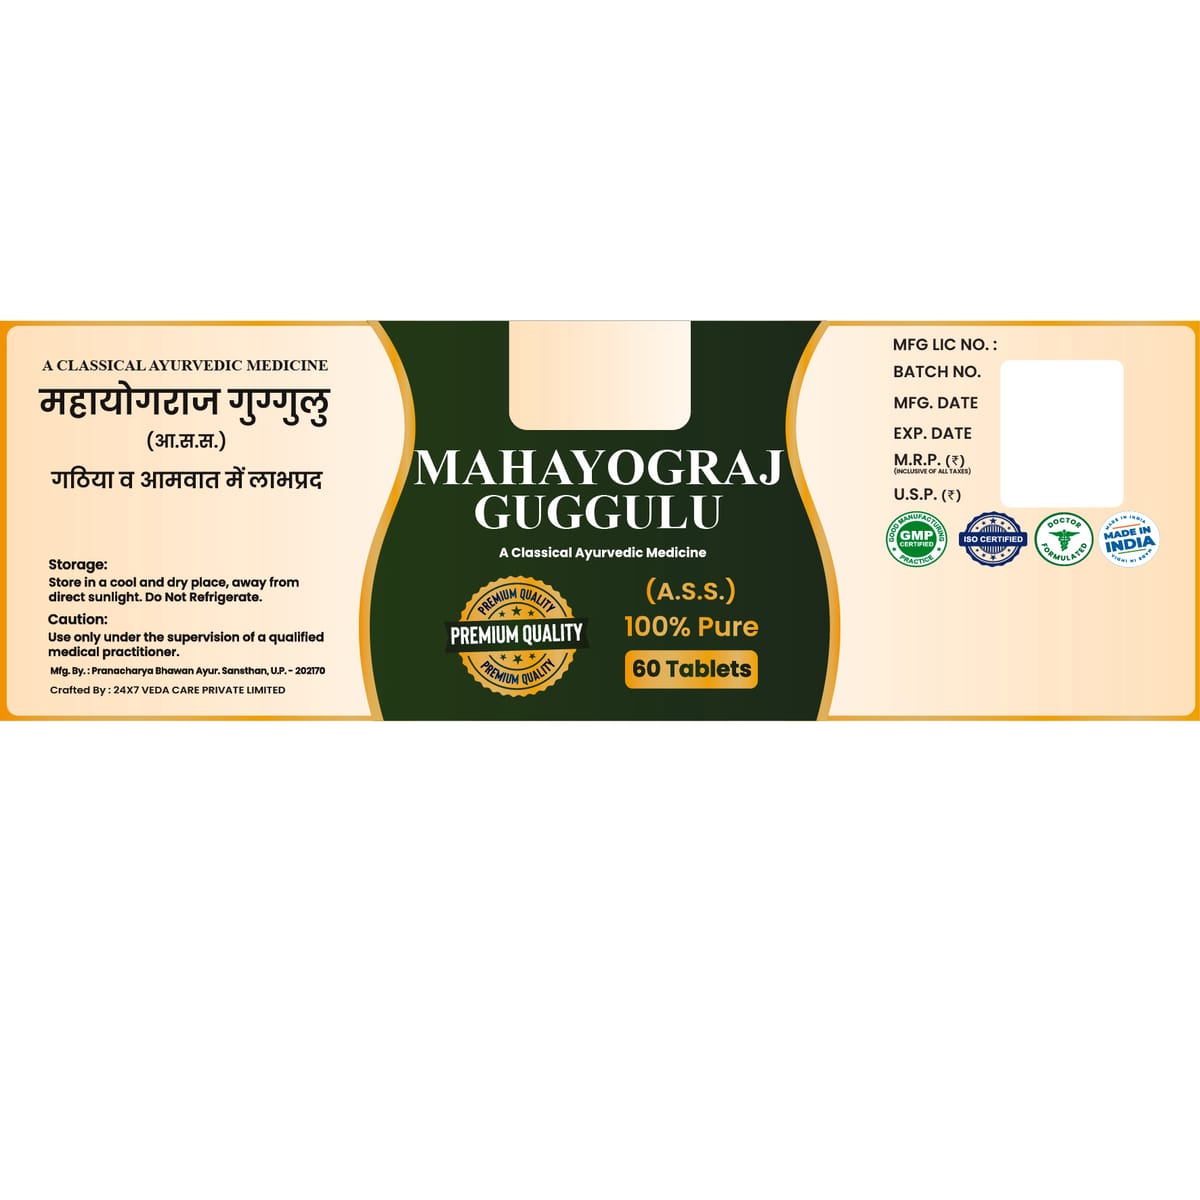 A CLASSICAL AYURVEDIC MEDICINE
महायोगराज गुग्गुलु
(आ.स.स.)
गठिया व आमवात में लाभप्रद
Storage:
Store in a cool and dry place, away from
direct sunlight. Do Not Refrigerate.
Caution:
Use only under the supervision of a qualified
medical practitioner.
Mfg. By. : Pranacharya Bhawan Ayur. Sansthan, U.P. - 202170
Crafted By : 24X7 VEDA CARE PRIVATE LIMITED
MAHAYOGRAJ
GUGGULU
A Classical Ayurvedic Medicine
PREMIUM QUALITY
PREMIUM QUALITY
PREMIUM QUALITY
(A.S.S.)
100% Pure
60 Tablets
MFG LIC NO. :
BATCH NO.
MFG. DATE
EXP. DATE
M.R.P. (₹)
(INCLUSIVE OF ALL TAXES)
U.S.P. (₹)
GOOD MANUFACTURING
GMP
CERTIFIED
PRACTICE
ISO CERTIFIED
DOCTOR
FORMULATED
MADE IN INDIA
MADE IN
INDIA